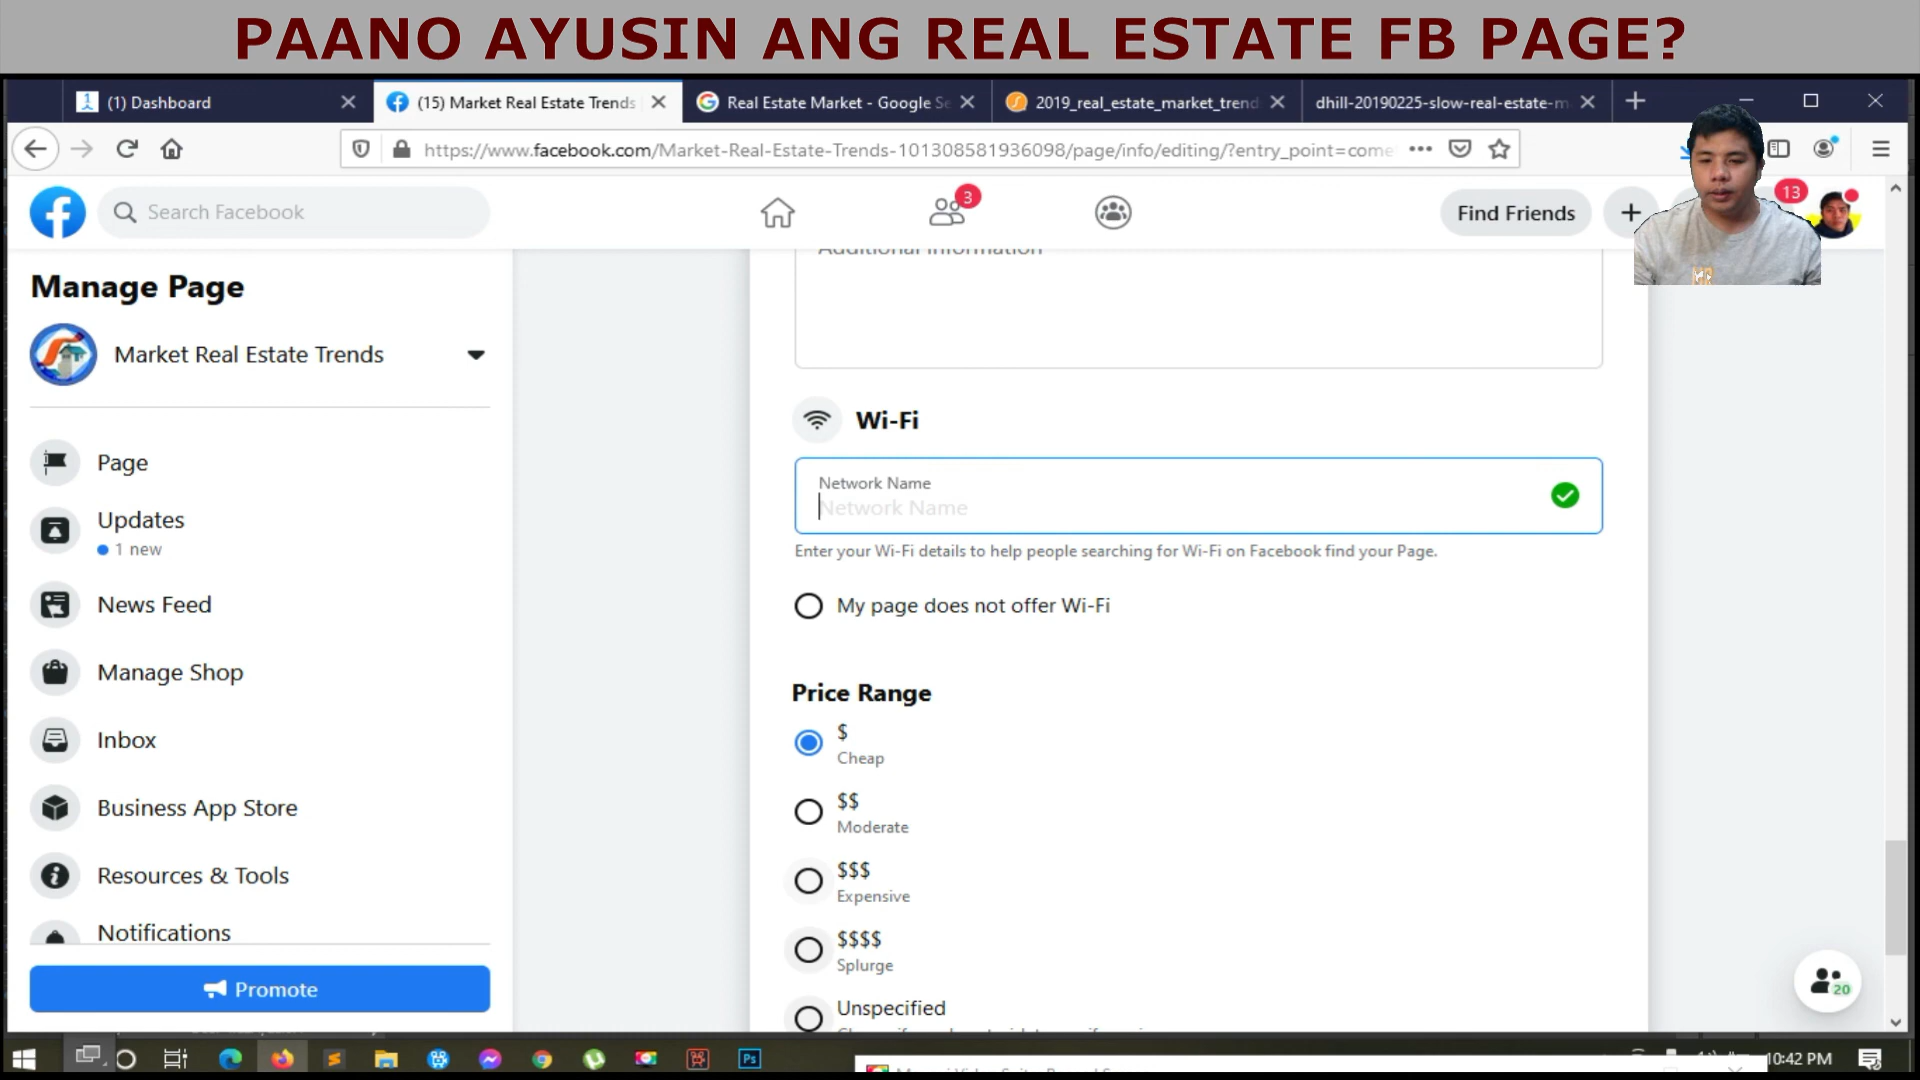 PAANO AYUSIN ANG REAL ESTATE FB PAGE?
(1) Dashboard
(15) Market Real Estate Trends
Real Estate Market - Google Se
2019_real_estate_market_trend
dhill-20190225-slow-real-estate-m
https://www.facebook.com/Market-Real-Estate-Trends-101308581936098/page/info/editing/?entry_point=come
Search Facebook
3
Find Friends
13
Manage Page
Market Real Estate Trends
Page
Updates
1 new
News Feed
Manage Shop
Inbox
Business App Store
Resources & Tools
Notifications
Promote
Additional Information
Wi-Fi
Network Name
Network Name
Enter your Wi-Fi details to help people searching for Wi-Fi on Facebook find your Page.
My page does not offer Wi-Fi
Price Range
$
Cheap
$$
Moderate
$$$
Expensive
$$$$
Splurge
Unspecified
20
Ps
10:42 PM